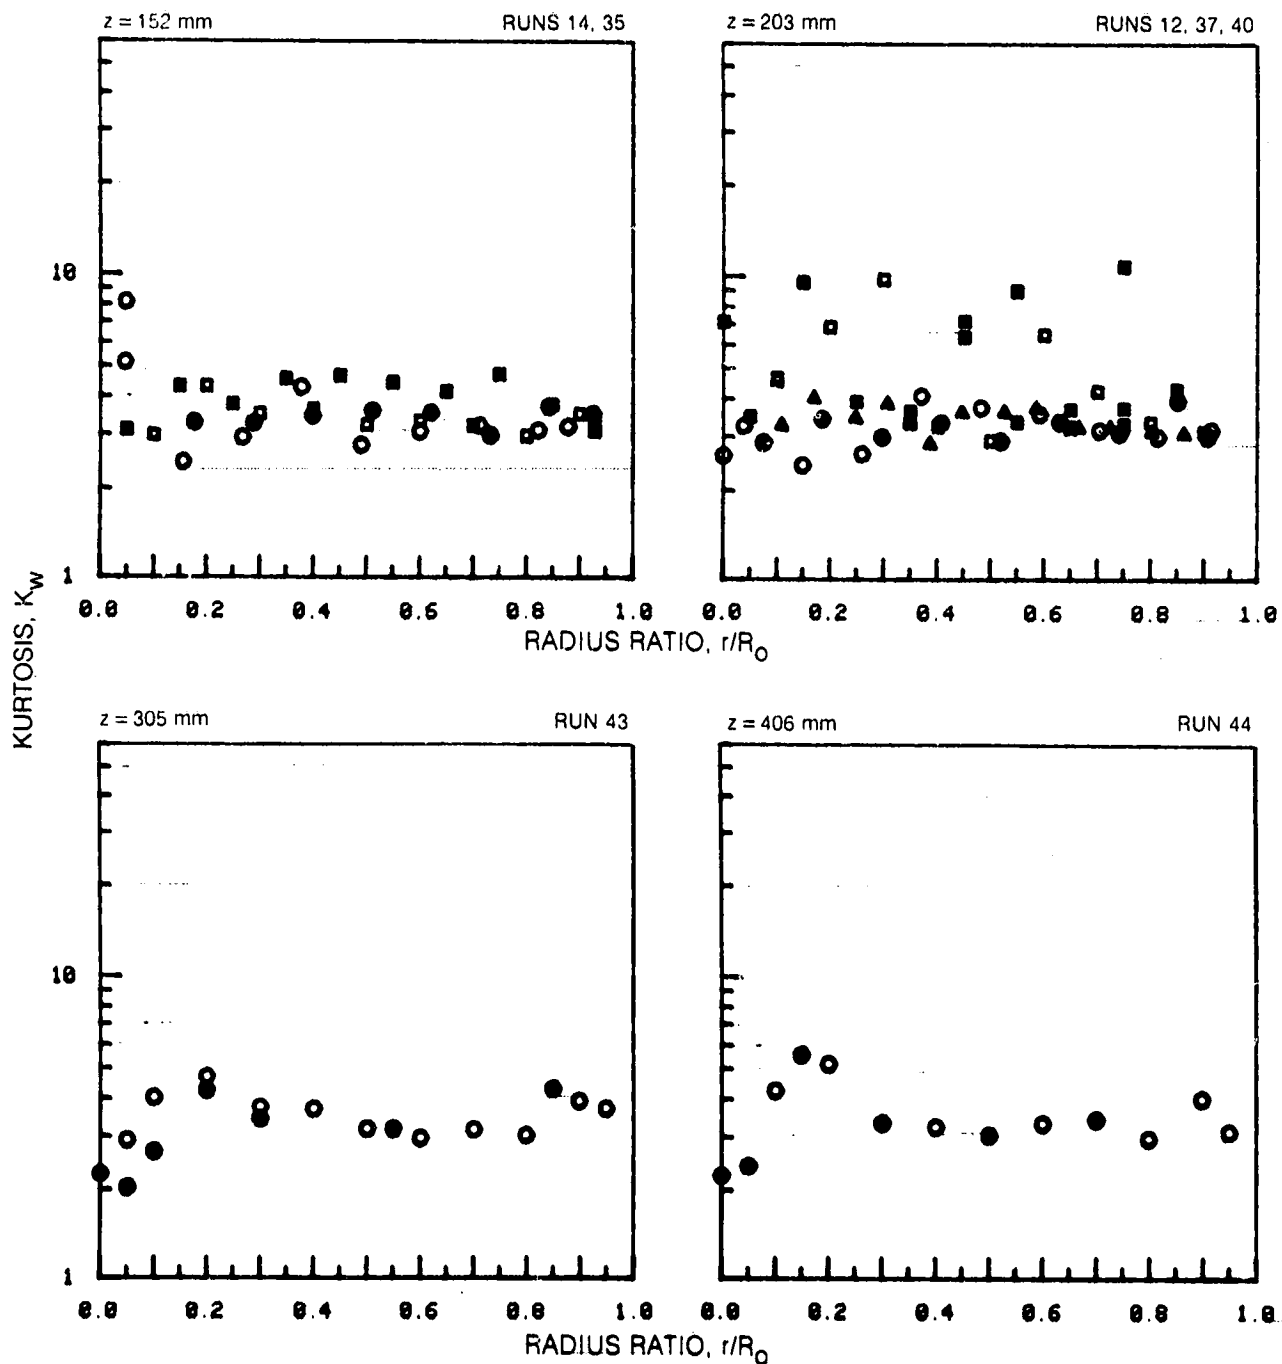 z = 152 mm RUNS 14, 35
z = 203 mm RUNS 12, 37, 40
10
1
0.0 0.2 0.4 0.6 0.8 1.0
0.0 0.2 0.4 0.6 0.8 1.0
RADIUS RATIO, r/Ro
KURTOSIS, Kw
z = 305 mm RUN 43
z = 406 mm RUN 44
10
1
0.0 0.2 0.4 0.6 0.8 1.0
0.0 0.2 0.4 0.6 0.8 1.0
RADIUS RATIO, r/Ro